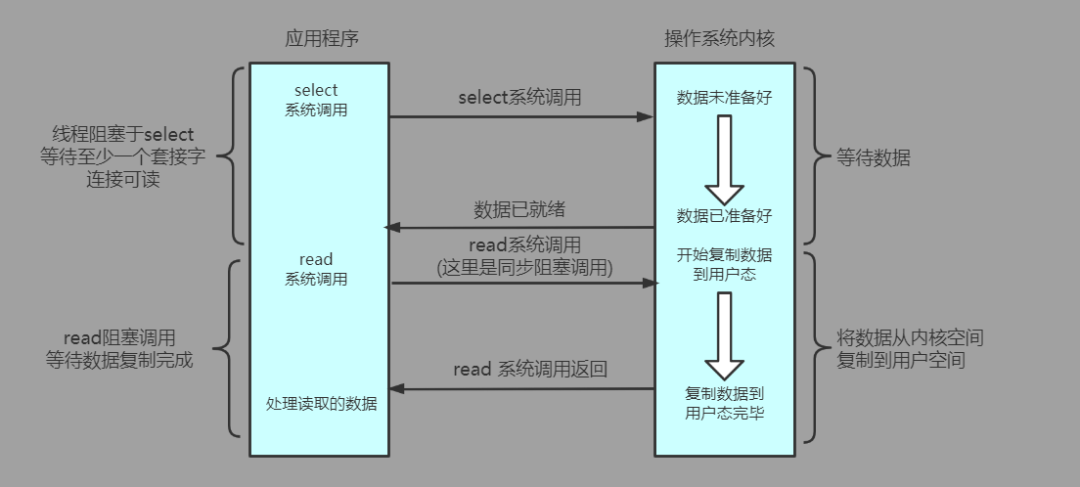 应用程序
操作系统内核
select
系统调用
select系统调用
数据未准备好
线程阻塞于select
等待至少一个套接字
连接可读
等待数据
数据已就绪
数据已准备好
read系统调用
(这里是同步阻塞调用)
read
系统调用
开始复制数据
到用户态
read阻塞调用
等待数据复制完成
将数据从内核空间
复制到用户空间
read 系统调用返回
处理读取的数据
复制数据到
用户态完毕